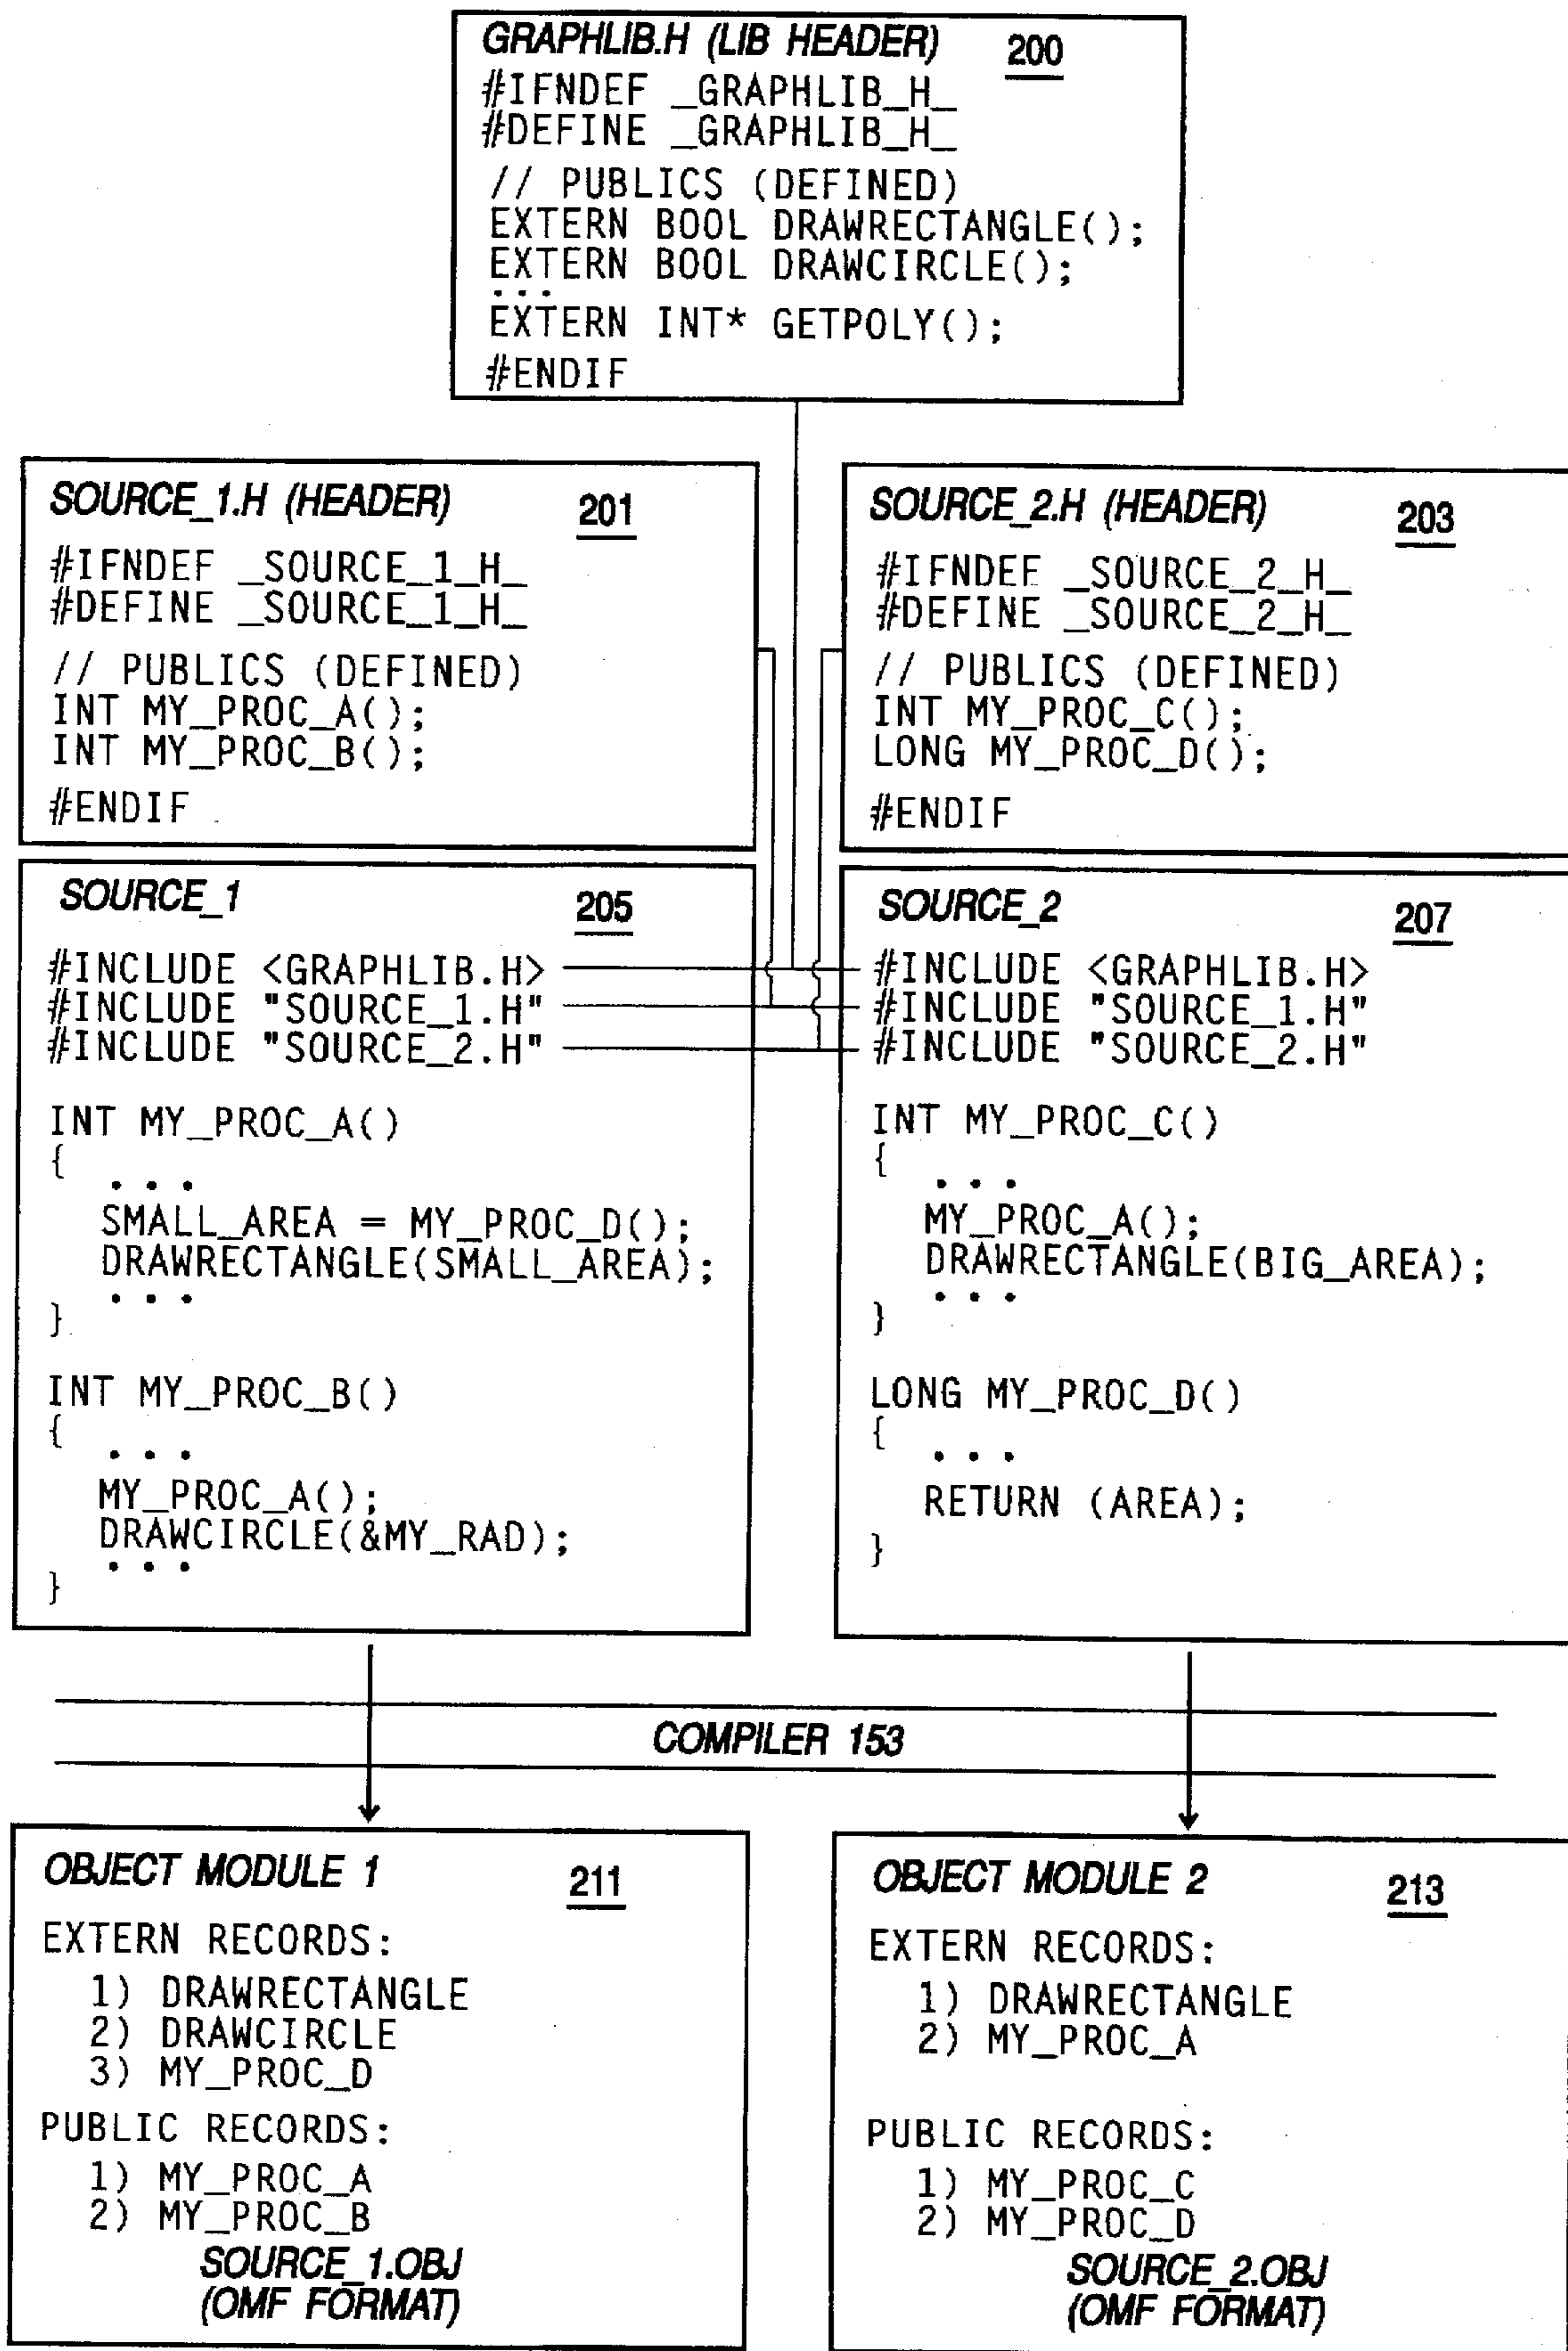 GRAPHLIB.H (LIB HEADER) 200
#IFNDEF _GRAPHLIB_H_
#DEFINE _GRAPHLIB_H_
// PUBLICS (DEFINED)
EXTERN BOOL DRAWRECTANGLE();
EXTERN BOOL DRAWCIRCLE();
...
EXTERN INT* GETPOLY();
#ENDIF
SOURCE_1.H (HEADER) 201
#IFNDEF _SOURCE_1_H_
#DEFINE _SOURCE_1_H_
// PUBLICS (DEFINED)
INT MY_PROC_A();
INT MY_PROC_B();
#ENDIF
SOURCE_2.H (HEADER) 203
#IFNDEF _SOURCE_2_H_
#DEFINE _SOURCE_2_H_
// PUBLICS (DEFINED)
INT MY_PROC_C();
LONG MY_PROC_D();
#ENDIF
SOURCE_1 205
#INCLUDE <GRAPHLIB.H>
#INCLUDE "SOURCE_1.H"
#INCLUDE "SOURCE_2.H"
INT MY_PROC_A()
{
...
SMALL_AREA = MY_PROC_D();
DRAWRECTANGLE(SMALL_AREA);
...
}
INT MY_PROC_B()
{
...
MY_PROC_A();
DRAWCIRCLE(&MY_RAD);
...
}
SOURCE_2 207
#INCLUDE <GRAPHLIB.H>
#INCLUDE "SOURCE_1.H"
#INCLUDE "SOURCE_2.H"
INT MY_PROC_C()
{
...
MY_PROC_A();
DRAWRECTANGLE(BIG_AREA);
...
}
LONG MY_PROC_D()
{
...
RETURN (AREA);
}
COMPILER 153
OBJECT MODULE 1 211
EXTERN RECORDS:
1) DRAWRECTANGLE
2) DRAWCIRCLE
3) MY_PROC_D
PUBLIC RECORDS:
1) MY_PROC_A
2) MY_PROC_B
SOURCE_1.OBJ
(OMF FORMAT)
OBJECT MODULE 2 213
EXTERN RECORDS:
1) DRAWRECTANGLE
2) MY_PROC_A
PUBLIC RECORDS:
1) MY_PROC_C
2) MY_PROC_D
SOURCE_2.OBJ
(OMF FORMAT)